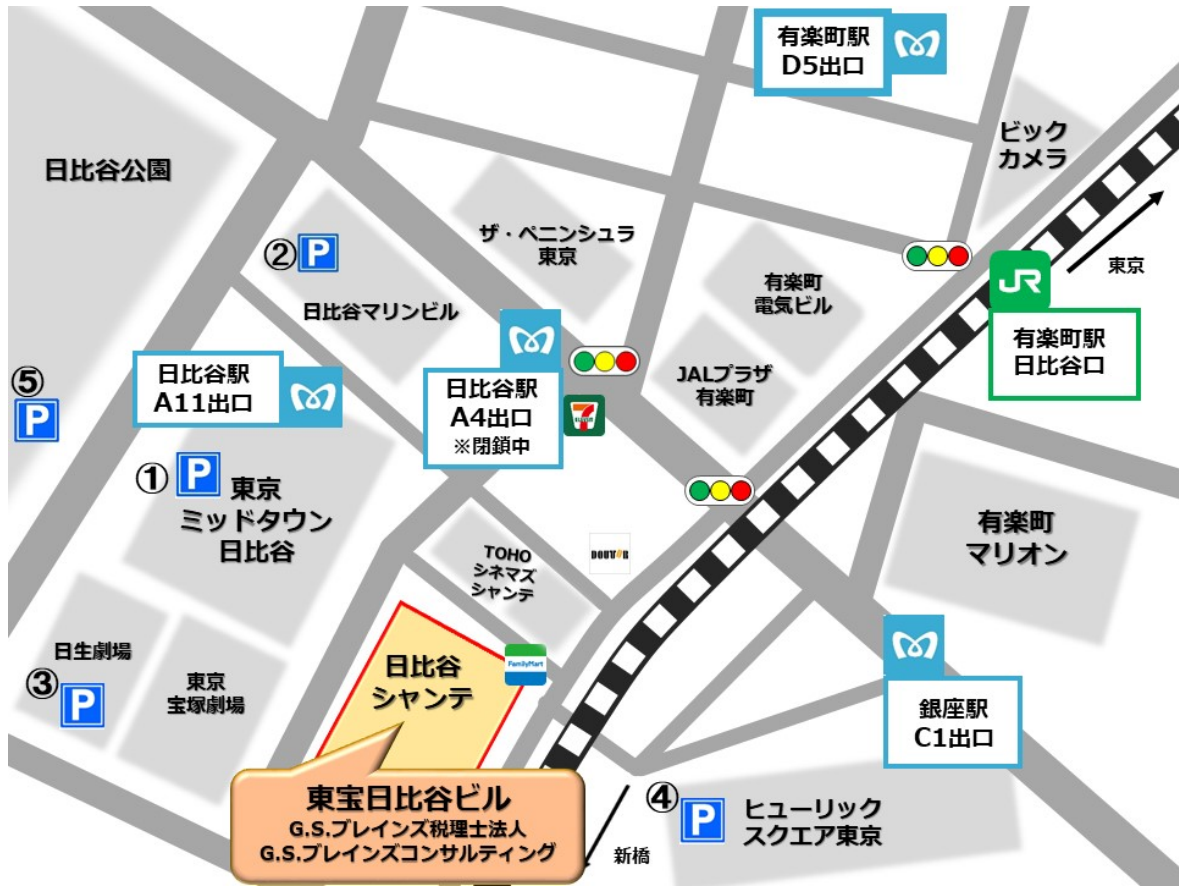 有楽町駅
D5出口
ビック
カメラ
日比谷公園
②
P
ザ・ペニンシュラ
東京
日比谷マリンビル
有楽町
電気ビル
東京
JR
有楽町駅
日比谷口
⑤
P
日比谷駅
A11出口
日比谷駅
A4出口
※閉鎖中
7
JALプラザ
有楽町
①
P
東京
ミッドタウン
日比谷
有楽町
マリオン
TOHO
シネマズ
シャンテ
DOUTOR
日生劇場
③
P
東京
宝塚劇場
日比谷
シャンテ
FamilyMart
銀座駅
C1出口
東宝日比谷ビル
G.S.ブレインズ税理士法人
G.S.ブレインズコンサルティング
新橋
④
P
ヒューリック
スクエア東京